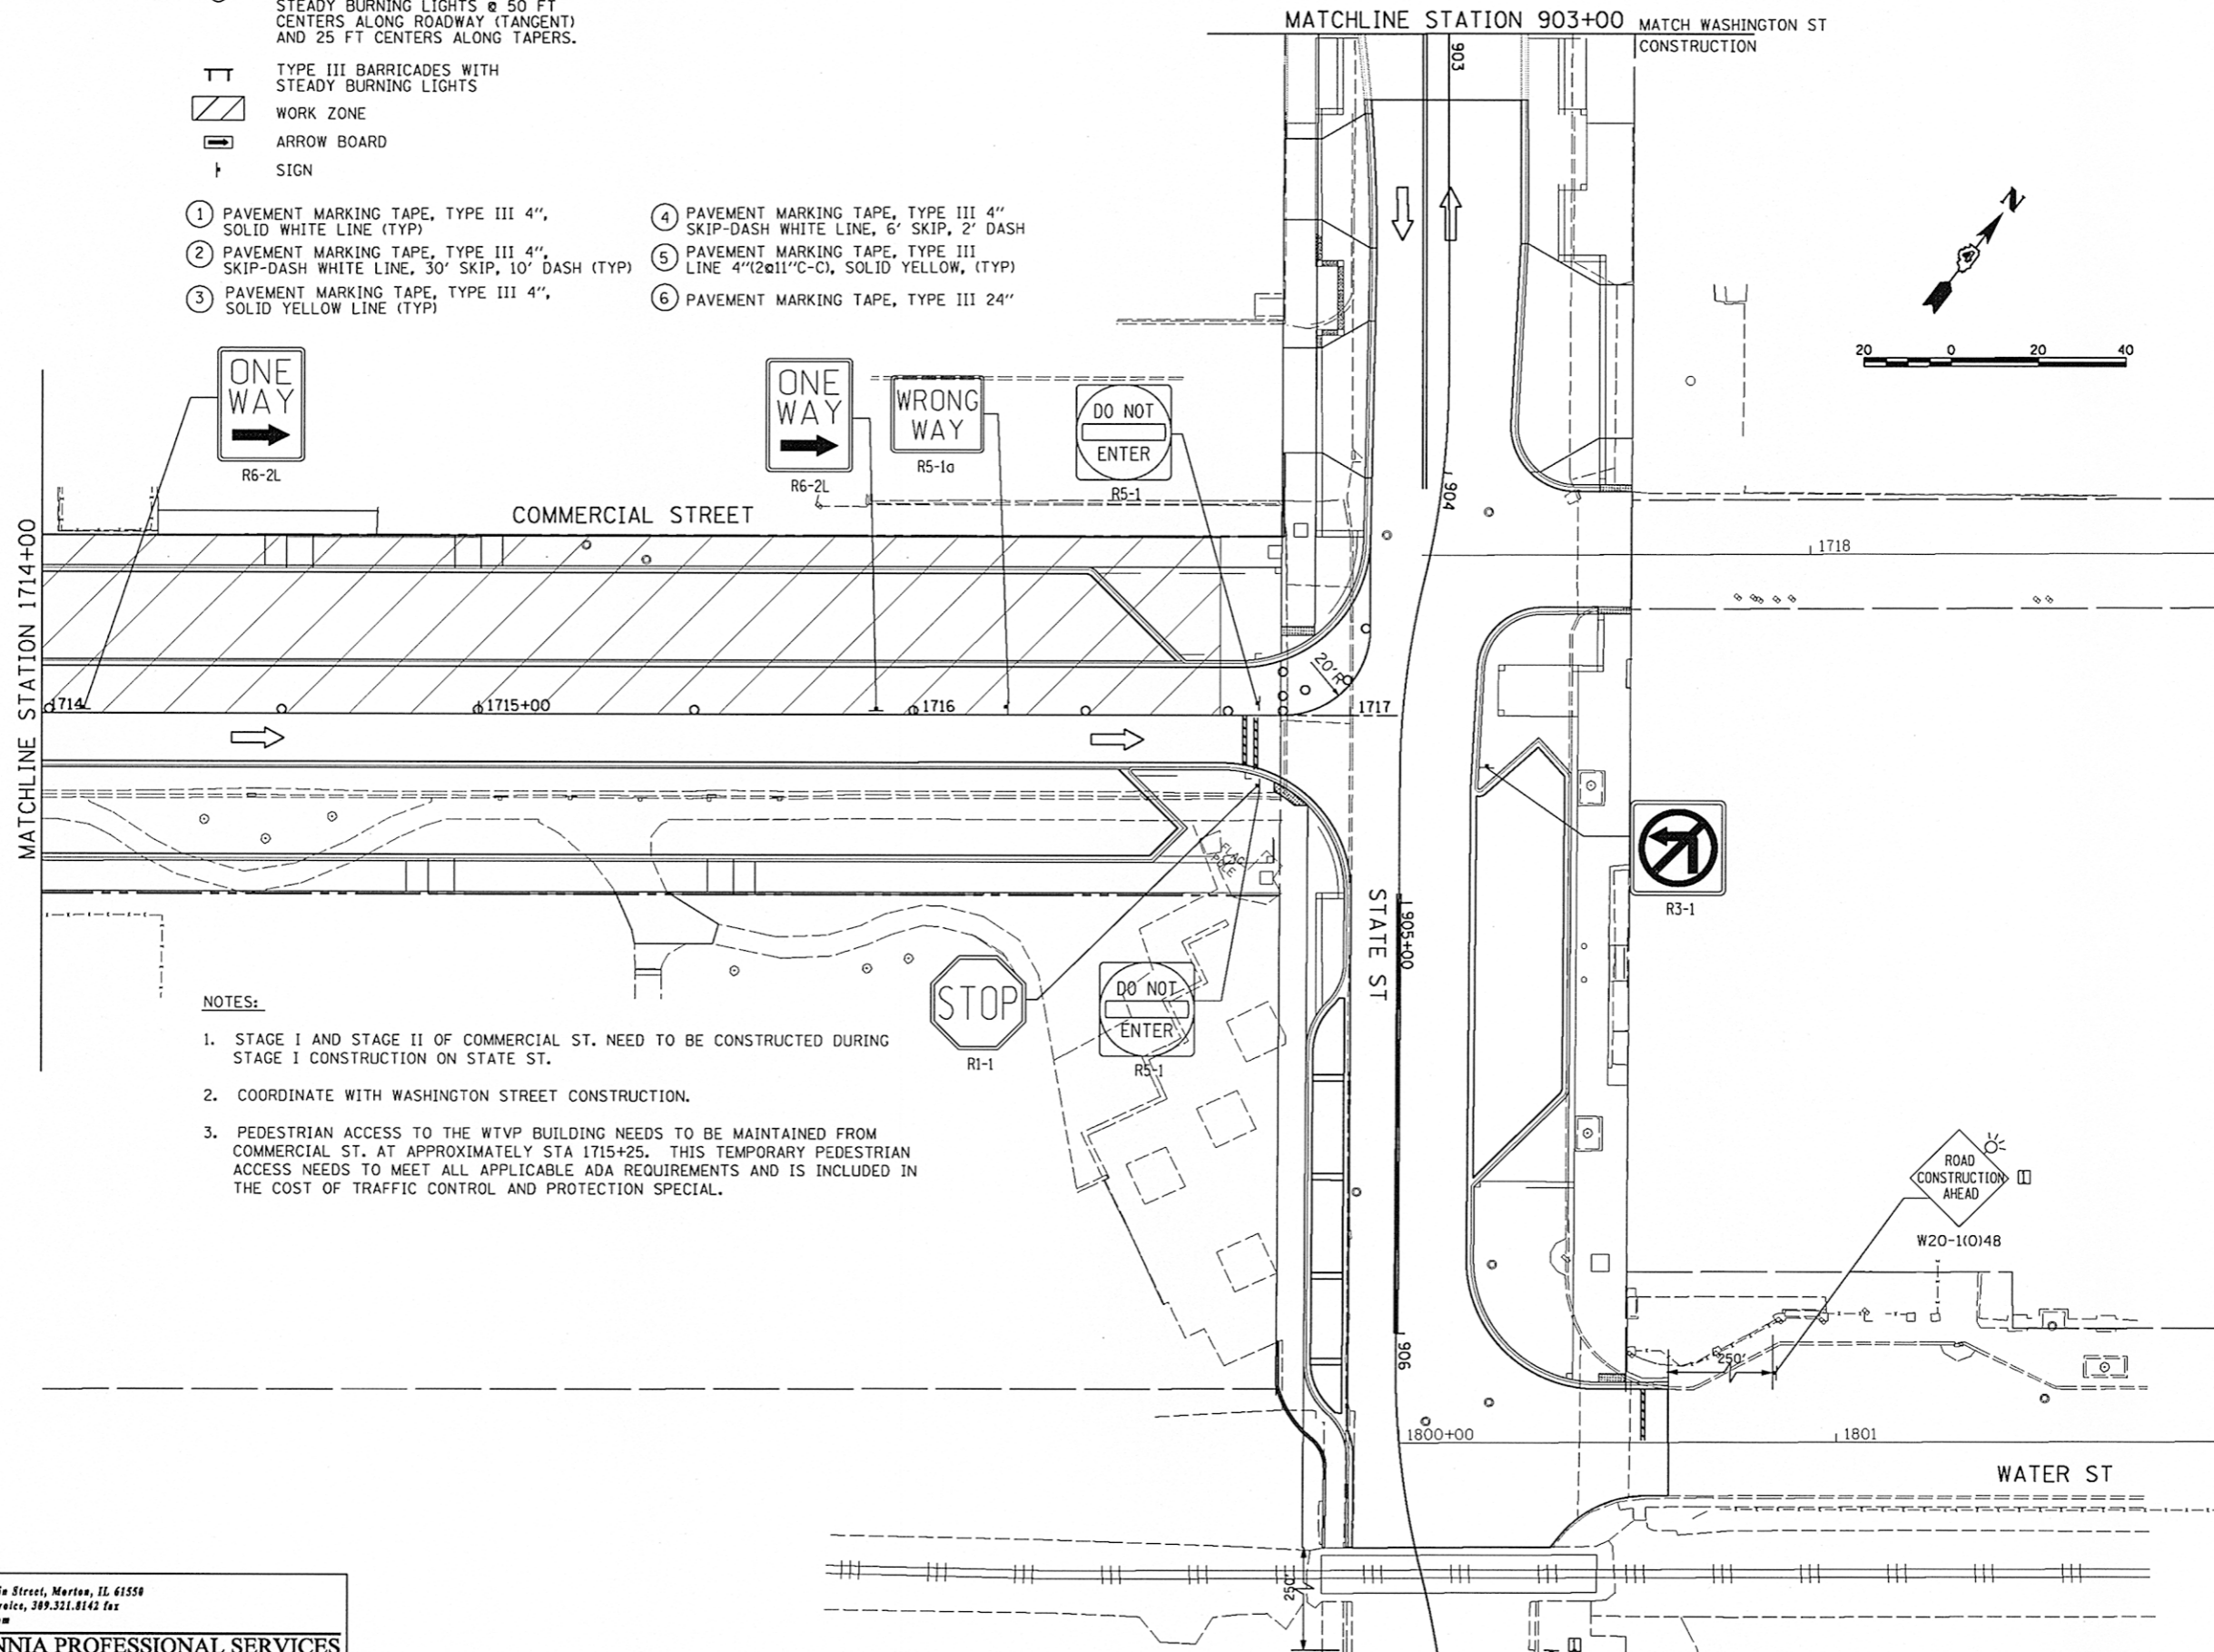 STEADY BURNING LIGHTS @ 50 FT
CENTERS ALONG ROADWAY (TANGENT)
AND 25 FT CENTERS ALONG TAPERS.
TYPE III BARRICADES WITH
STEADY BURNING LIGHTS
WORK ZONE
ARROW BOARD
SIGN
1 PAVEMENT MARKING TAPE, TYPE III 4",
SOLID WHITE LINE (TYP)
2 PAVEMENT MARKING TAPE, TYPE III 4",
SKIP-DASH WHITE LINE, 30' SKIP, 10' DASH (TYP)
3 PAVEMENT MARKING TAPE, TYPE III 4",
SOLID YELLOW LINE (TYP)
4 PAVEMENT MARKING TAPE, TYPE III 4"
SKIP-DASH WHITE LINE, 6' SKIP, 2' DASH
5 PAVEMENT MARKING TAPE, TYPE III
LINE 4"(2@11"C-C), SOLID YELLOW, (TYP)
6 PAVEMENT MARKING TAPE, TYPE III 24"
MATCHLINE STATION 903+00
MATCH WASHINGTON ST
CONSTRUCTION
903
N
20 0 20 40
ONE
WAY
R6-2L
ONE
WAY
R6-2L
WRONG
WAY
R5-1a
DO NOT
ENTER
R5-1
904
COMMERCIAL STREET
MATCHLINE STATION 1714+00
1718
20'R
1714
1715+00
1716
1717
FLAG
POLE
STATE ST
905+00
R3-1
STOP
R1-1
DO NOT
ENTER
R5-1
NOTES:
1. STAGE I AND STAGE II OF COMMERCIAL ST. NEED TO BE CONSTRUCTED DURING
STAGE I CONSTRUCTION ON STATE ST.
2. COORDINATE WITH WASHINGTON STREET CONSTRUCTION.
3. PEDESTRIAN ACCESS TO THE WTVP BUILDING NEEDS TO BE MAINTAINED FROM
COMMERCIAL ST. AT APPROXIMATELY STA 1715+25. THIS TEMPORARY PEDESTRIAN
ACCESS NEEDS TO MEET ALL APPLICABLE ADA REQUIREMENTS AND IS INCLUDED IN
THE COST OF TRAFFIC CONTROL AND PROTECTION SPECIAL.
ROAD
CONSTRUCTION
AHEAD
W20-1(O)48
906
250'
1800+00
1801
WATER ST
250'
Street, Morton, IL 61550
309.321.8142 fax
PROFESSIONAL SERVICES